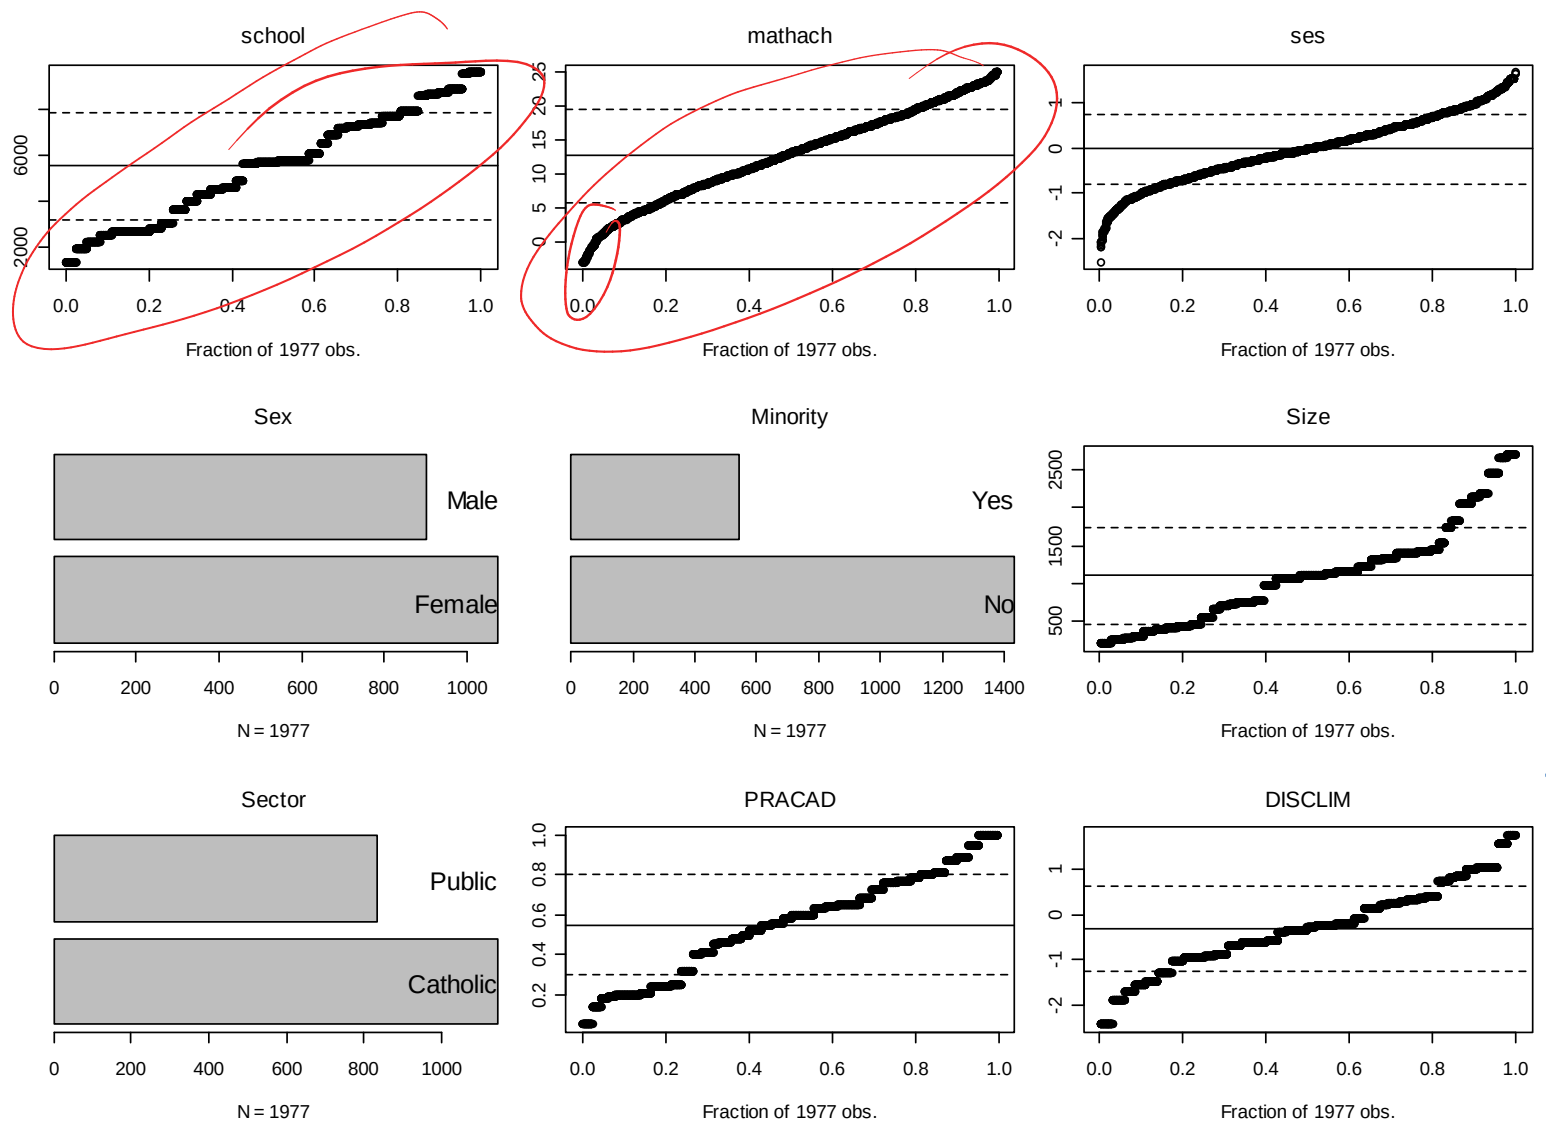 school
2000 6000
0.0 0.2 0.4 0.6 0.8 1.0
Fraction of 1977 obs.
mathach
0 5 10 15 20 25
0.0 0.2 0.4 0.6 0.8 1.0
Fraction of 1977 obs.
ses
-2 -1 0 1
0.0 0.2 0.4 0.6 0.8 1.0
Fraction of 1977 obs.
Sex
Male
Female
0 200 400 600 800 1000
N = 1977
Minority
Yes
No
0 200 400 600 800 1000 1200 1400
N = 1977
Size
500 1500 2500
0.0 0.2 0.4 0.6 0.8 1.0
Fraction of 1977 obs.
Sector
Public
Catholic
0 200 400 600 800 1000
N = 1977
PRACAD
0.2 0.4 0.6 0.8 1.0
0.0 0.2 0.4 0.6 0.8 1.0
Fraction of 1977 obs.
DISCLIM
-2 -1 0 1
0.0 0.2 0.4 0.6 0.8 1.0
Fraction of 1977 obs.